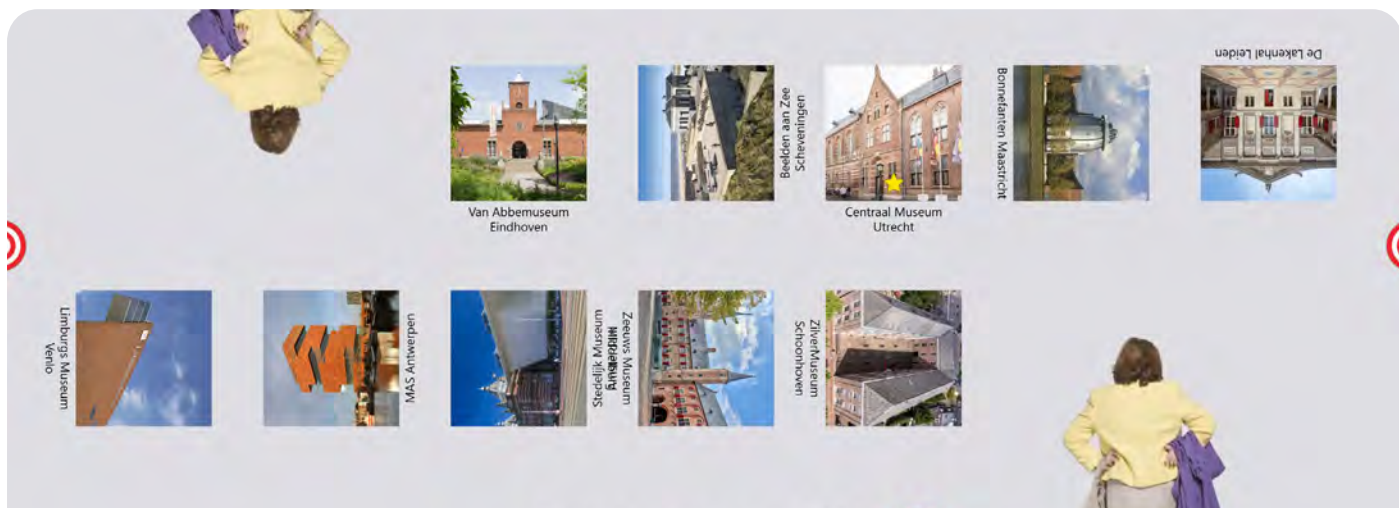 Van Abbemuseum
Eindhoven
Beelden aan Zee
Scheveningen
Centraal Museum
Utrecht
Bonnefanten Maastricht
De Lakenhal Leiden
Limburgs Museum
Venlo
MAS Antwerpen
Stedelijk Museum
Zeeuws Museum
ZilverMuseum
Schoonhoven